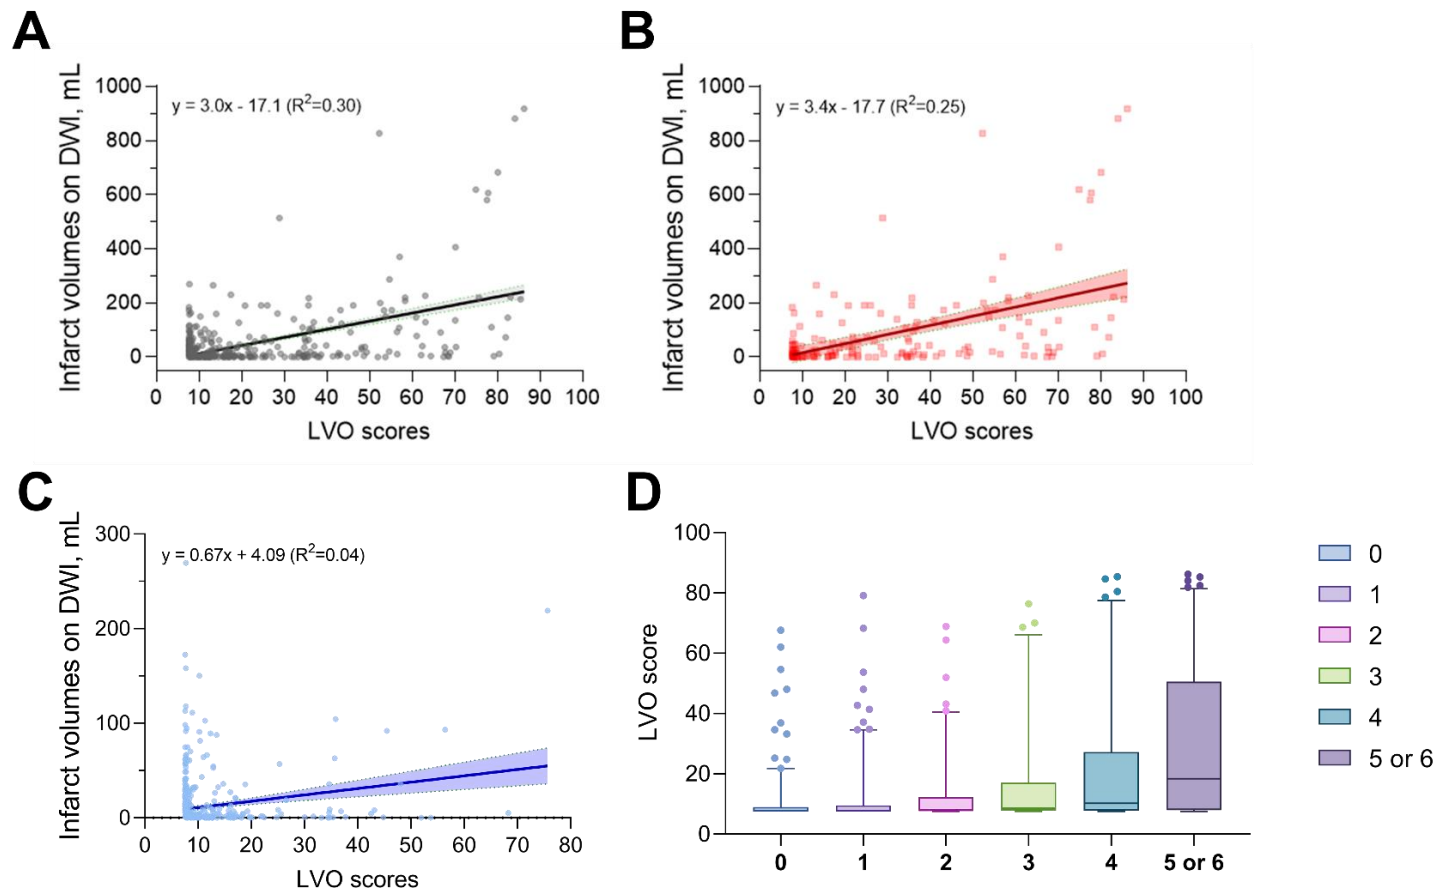 A
Infarct volumes on DWI, mL
1000
800
600
400
200
0
y = 3.0x - 17.1 (R²=0.30)
0 10 20 30 40 50 60 70 80 90 100
LVO scores
B
Infarct volumes on DWI, mL
1000
800
600
400
200
0
y = 3.4x - 17.7 (R²=0.25)
0 10 20 30 40 50 60 70 80 90 100
LVO scores
C
Infarct volumes on DWI, mL
300
200
100
0
y = 0.67x + 4.09 (R²=0.04)
0 10 20 30 40 50 60 70 80
LVO scores
D
LVO score
100
80
60
40
20
0
0 1 2 3 4 5 or 6
0
1
2
3
4
5 or 6